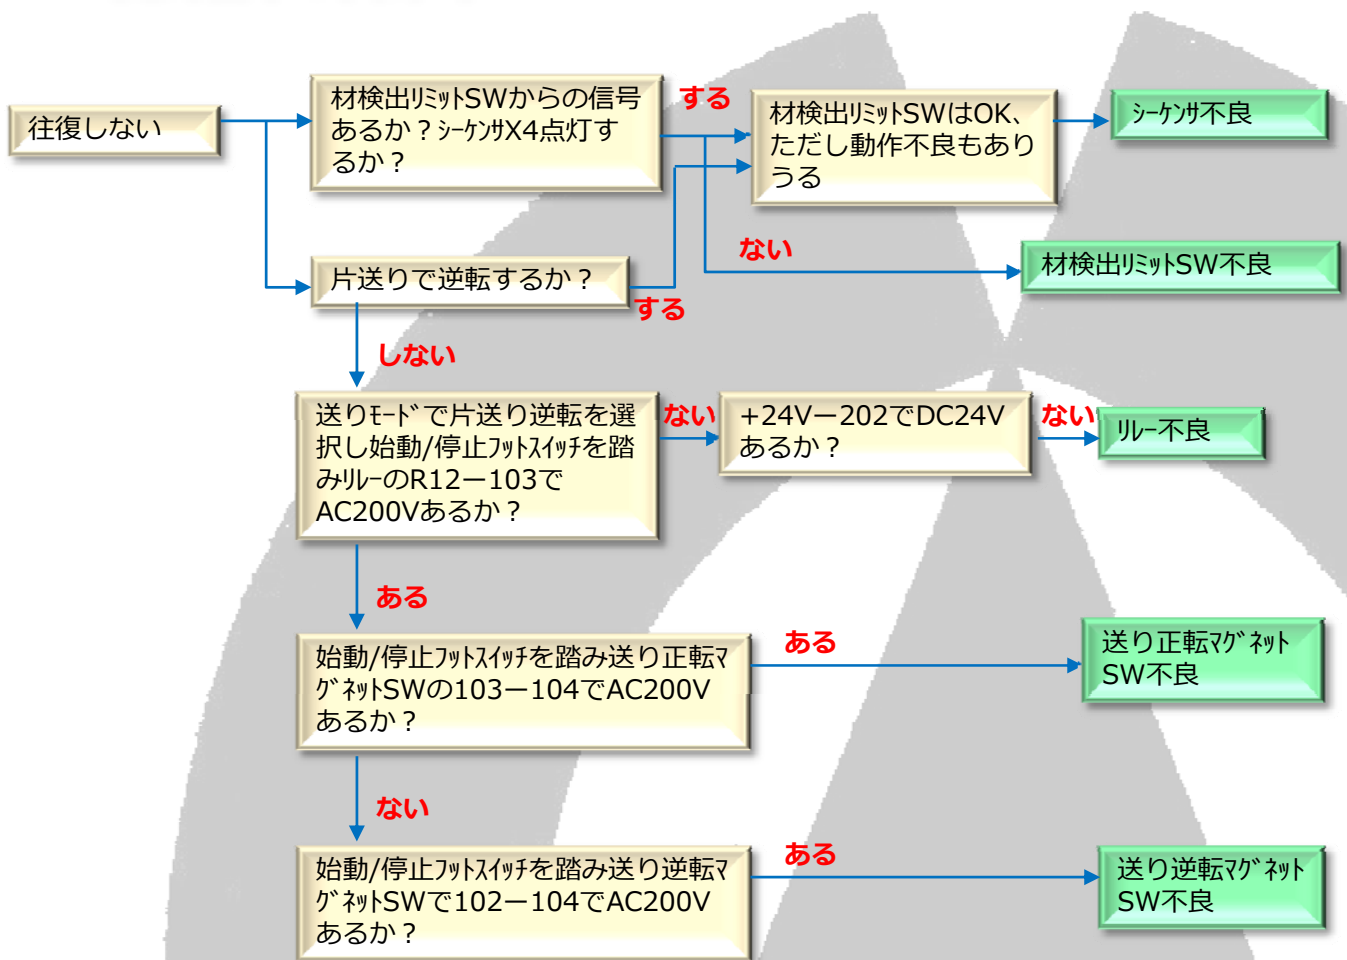 往復しない
材検出ﾘﾐｯﾄSWからの信号
あるか？ｼｰｹﾝｻX4点灯す
るか？
する
材検出ﾘﾐｯﾄSWはOK、
ただし動作不良もあり
うる
ｼｰｹﾝｻ不良
ない
材検出ﾘﾐｯﾄSW不良
片送りで逆転するか？
する
しない
送りﾓｰﾄﾞで片送り逆転を選
択し始動/停止ﾌｯﾄｽｲｯﾁを踏
みﾘﾚｰのR12ー103で
AC200Vあるか？
ない
+24Vー202でDC24V
あるか？
ない
ﾘﾚｰ不良
ある
始動/停止ﾌｯﾄｽｲｯﾁを踏み送り正転ﾏ
ｸﾞﾈｯﾄSWの103ー104でAC200V
あるか？
ある
送り正転ﾏｸﾞﾈｯﾄ
SW不良
ない
始動/停止ﾌｯﾄｽｲｯﾁを踏み送り逆転ﾏ
ｸﾞﾈｯﾄSWで102ー104でAC200V
あるか？
ある
送り逆転ﾏｸﾞﾈｯﾄ
SW不良